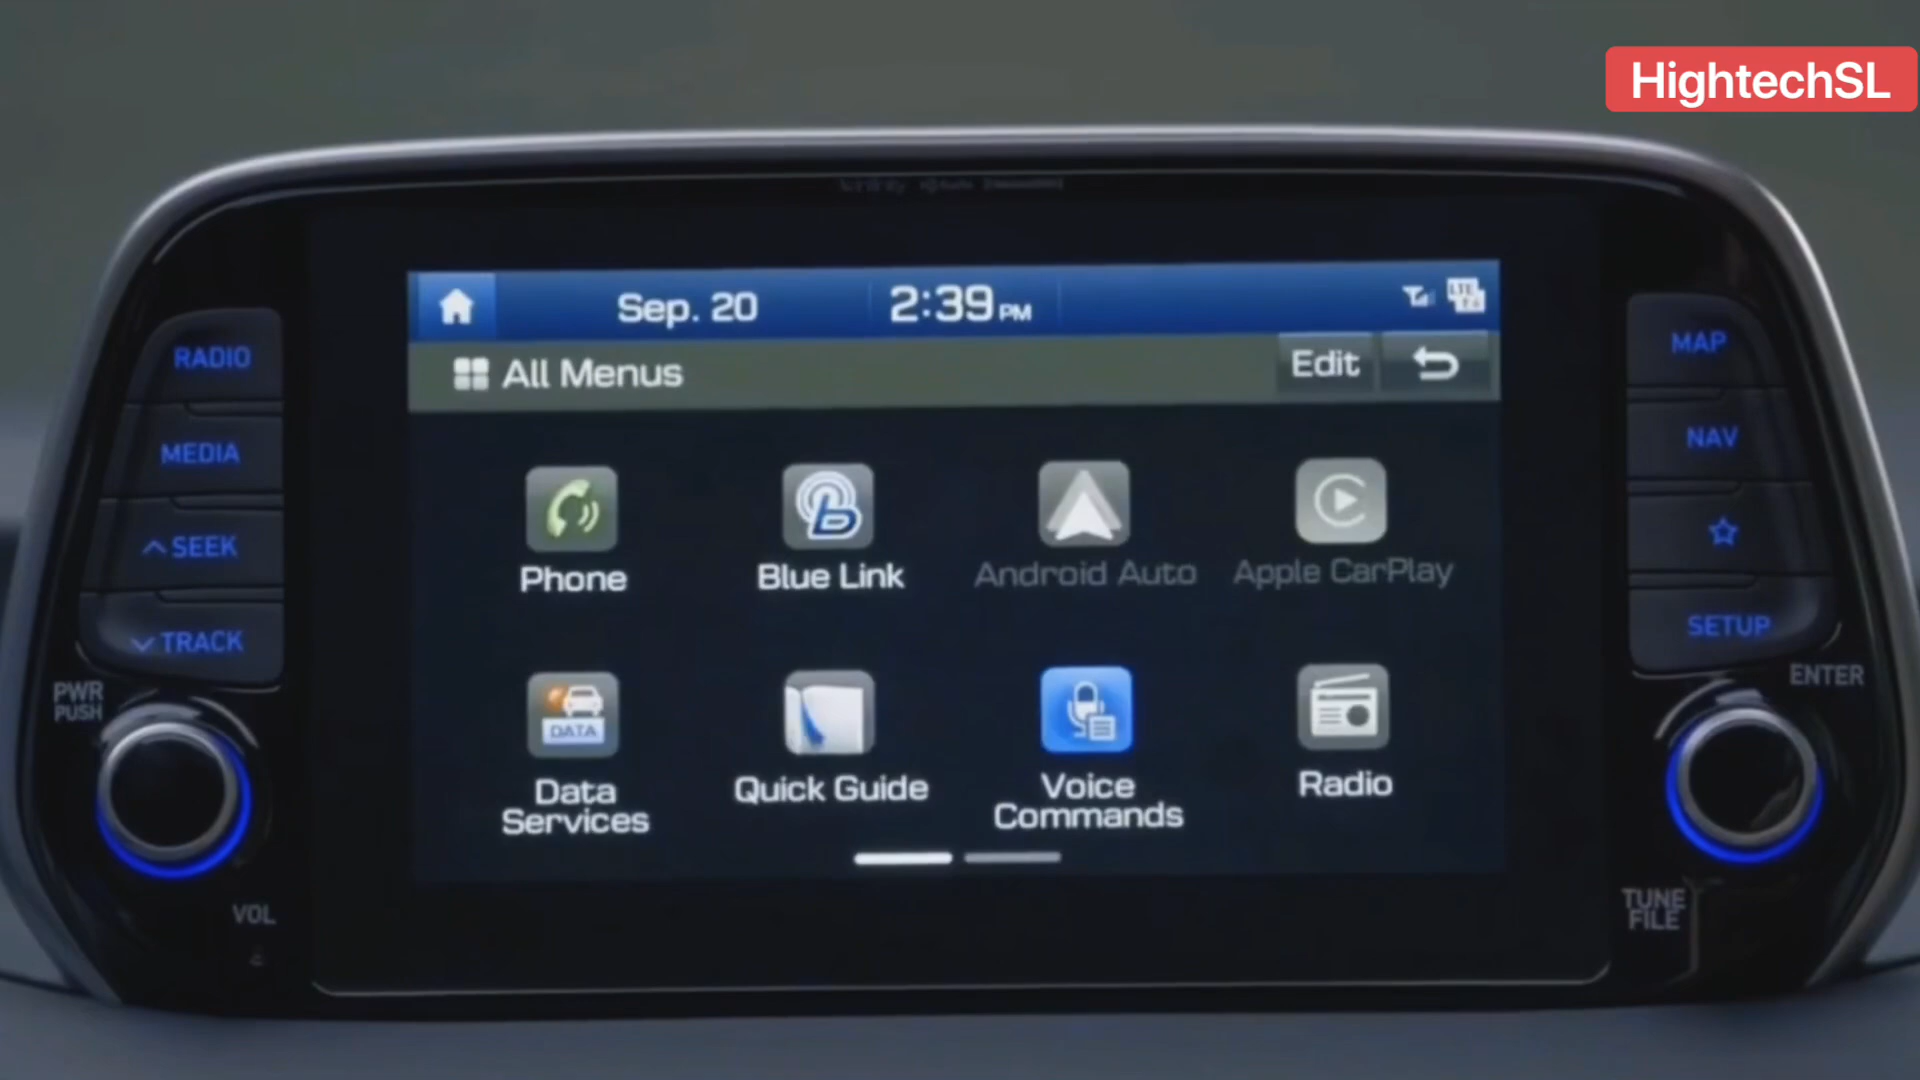 HightechSL
Sep. 20
2:39 PM
All Menus
Edit
RADIO
MEDIA
SEEK
TRACK
PWR
PUSH
VOL
Phone
Blue Link
Android Auto
Apple CarPlay
DATA
Data
Services
Quick Guide
Voice
Commands
Radio
MAP
NAV
SETUP
ENTER
TUNE
FILE